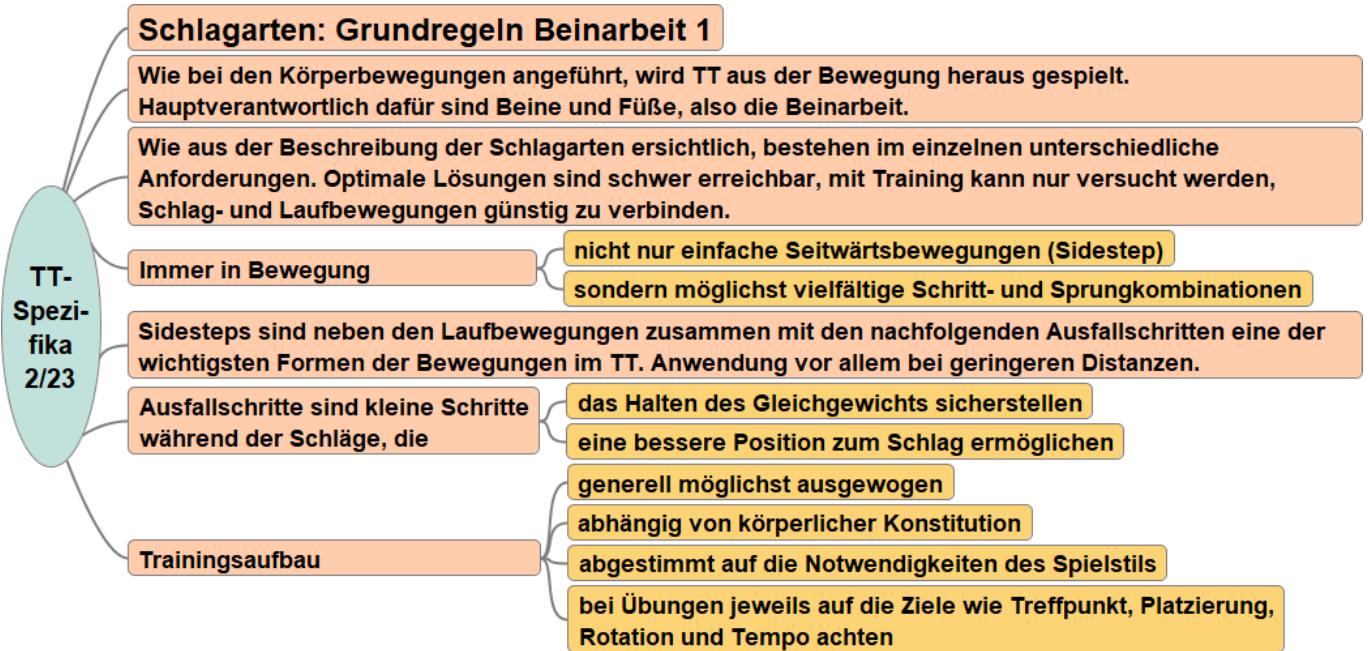 Schlagarten: Grundregeln Beinarbeit 1
Wie bei den Körperbewegungen angeführt, wird TT aus der Bewegung heraus gespielt.
Hauptverantwortlich dafür sind Beine und Füße, also die Beinarbeit.
Wie aus der Beschreibung der Schlagarten ersichtlich, bestehen im einzelnen unterschiedliche
Anforderungen. Optimale Lösungen sind schwer erreichbar, mit Training kann nur versucht werden,
Schlag- und Laufbewegungen günstig zu verbinden.
TT-
Spezi-
fika
2/23
Immer in Bewegung
nicht nur einfache Seitwärtsbewegungen (Sidestep)
sondern möglichst vielfältige Schritt- und Sprungkombinationen
Sidesteps sind neben den Laufbewegungen zusammen mit den nachfolgenden Ausfallschritten eine der
wichtigsten Formen der Bewegungen im TT. Anwendung vor allem bei geringeren Distanzen.
Ausfallschritte sind kleine Schritte
während der Schläge, die
das Halten des Gleichgewichts sicherstellen
eine bessere Position zum Schlag ermöglichen
Trainingsaufbau
generell möglichst ausgewogen
abhängig von körperlicher Konstitution
abgestimmt auf die Notwendigkeiten des Spielstils
bei Übungen jeweils auf die Ziele wie Treffpunkt, Platzierung,
Rotation und Tempo achten